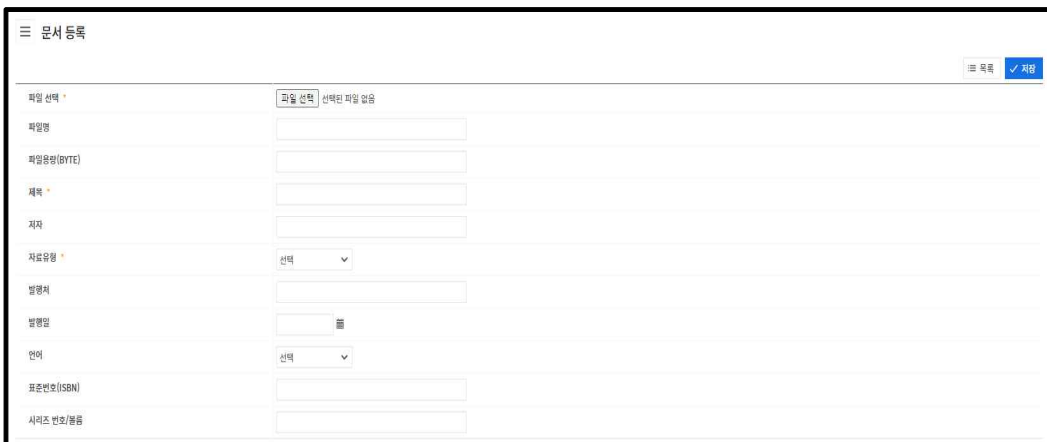 문서 등록
목록 저장
파일 선택 * 파일 선택 선택된 파일 없음
파일명
파일용량(BYTE)
제목 *
저자
자료유형 * 선택
발행처
발행일
언어 선택
표준번호(ISBN)
시리즈 번호/볼륨